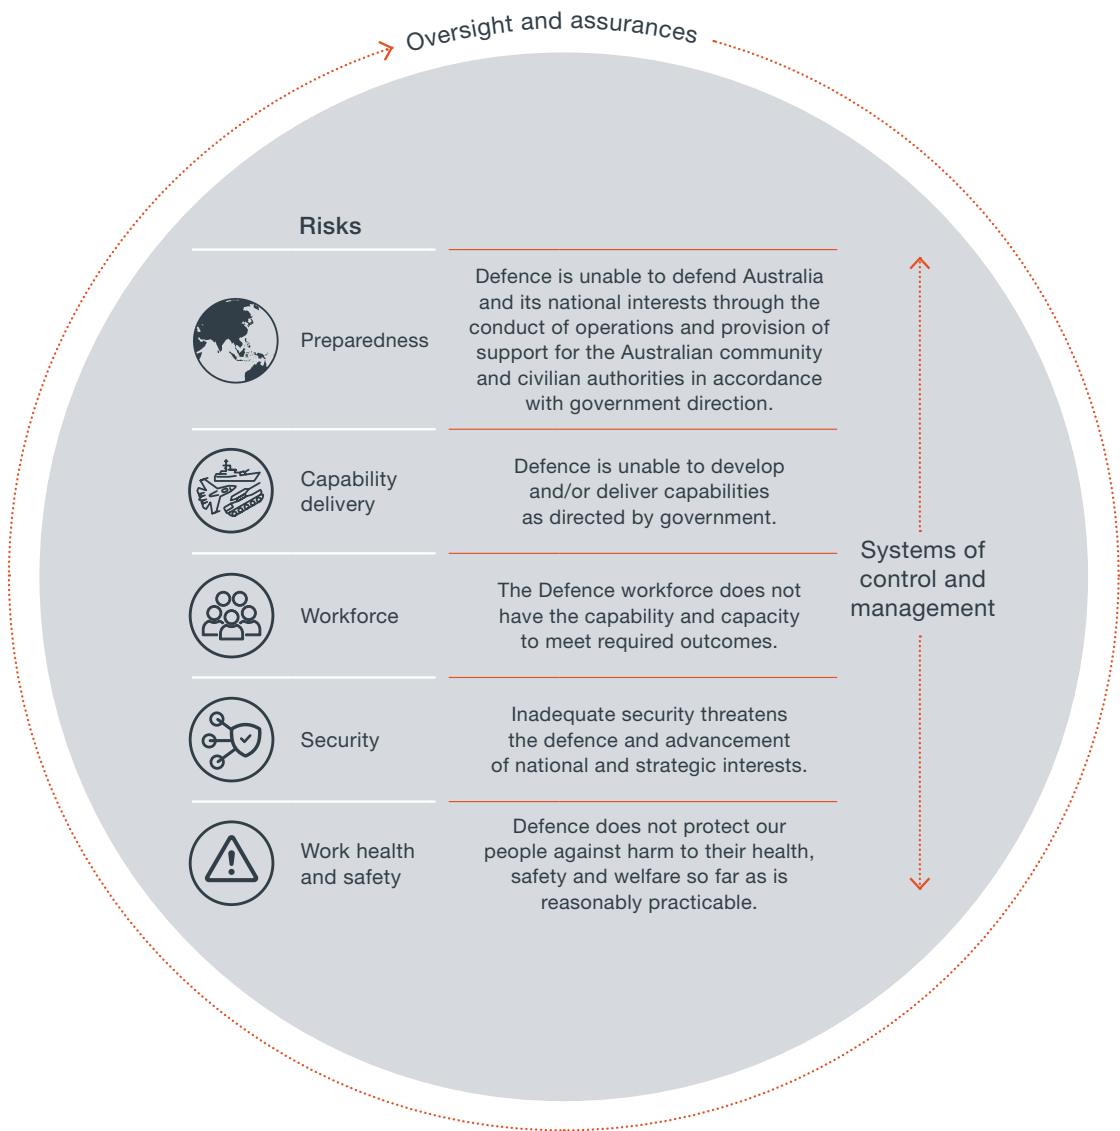 Oversight and assurances
Risks
Preparedness
Defence is unable to defend Australia
and its national interests through the
conduct of operations and provision of
support for the Australian community
and civilian authorities in accordance
with government direction.
Capability
delivery
Defence is unable to develop
and/or deliver capabilities
as directed by government.
Workforce
The Defence workforce does not
have the capability and capacity
to meet required outcomes.
Security
Inadequate security threatens
the defence and advancement
of national and strategic interests.
Work health
and safety
Defence does not protect our
people against harm to their health,
safety and welfare so far as is
reasonably practicable.
Systems of
control and
management